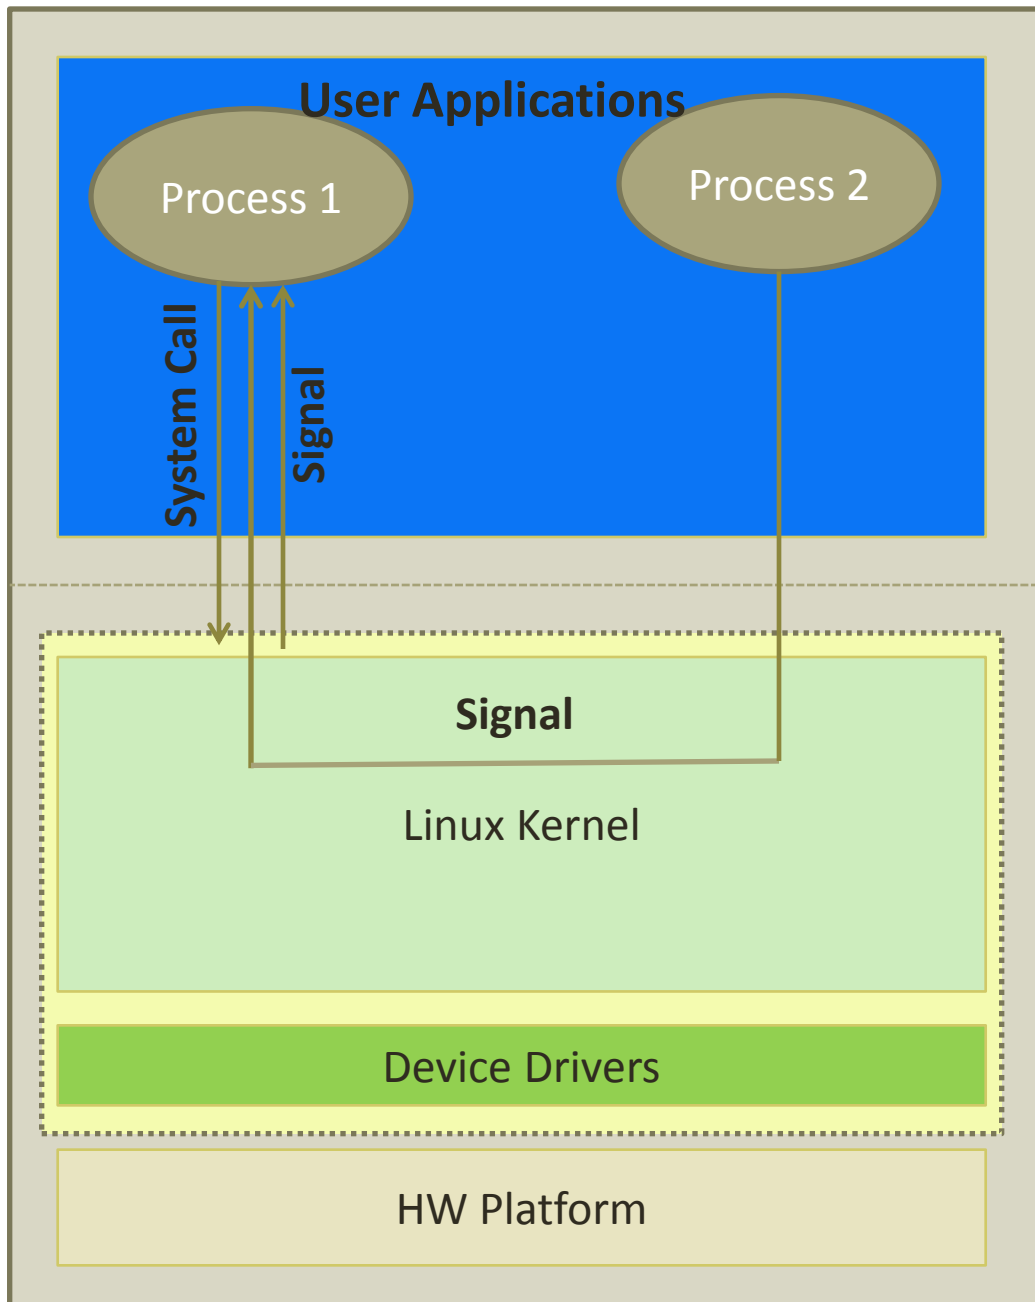 User Applications
Process 1
Process 2
System Call
Signal
Signal
Linux Kernel
Device Drivers
HW Platform